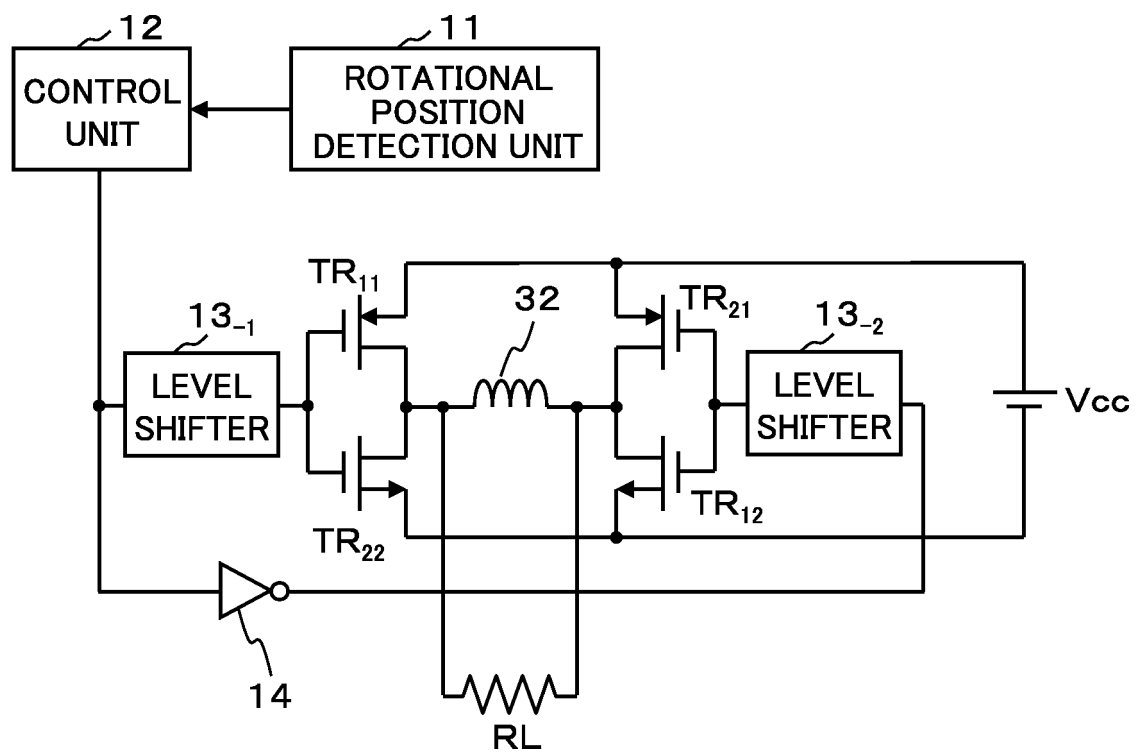 12
11
CONTROL
UNIT
ROTATIONAL
POSITION
DETECTION UNIT
TR11
32
TR21
13-1
13-2
LEVEL
SHIFTER
LEVEL
SHIFTER
Vcc
TR22
TR12
14
RL